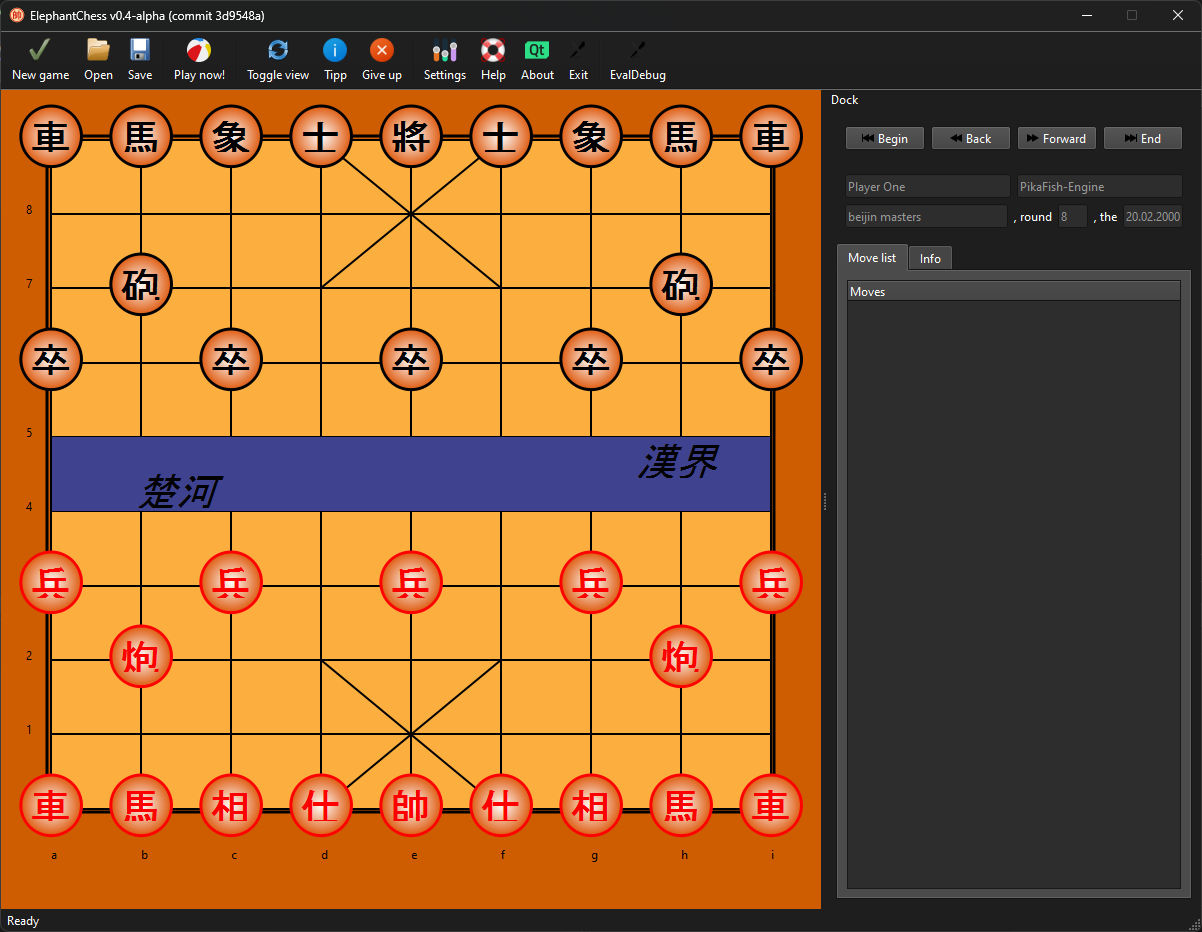 ElephantChess v0.4-alpha (commit 3d9548a)
New game Open Save Play now! Toggle view Tipp Give up Settings Help Qt About Exit EvalDebug
Dock
Begin Back Forward End
Player One PikaFish-Engine
beijin masters , round 8 , the 20.02.2000
Move list Info
Moves
車 馬 象 士 將 士 象 馬 車
8
7
砲 砲
卒 卒 卒 卒 卒
5
漢界
楚河
4
兵 兵 兵 兵 兵
2
炮 炮
1
車 馬 相 仕 帥 仕 相 馬 車
a b c d e f g h i
Ready